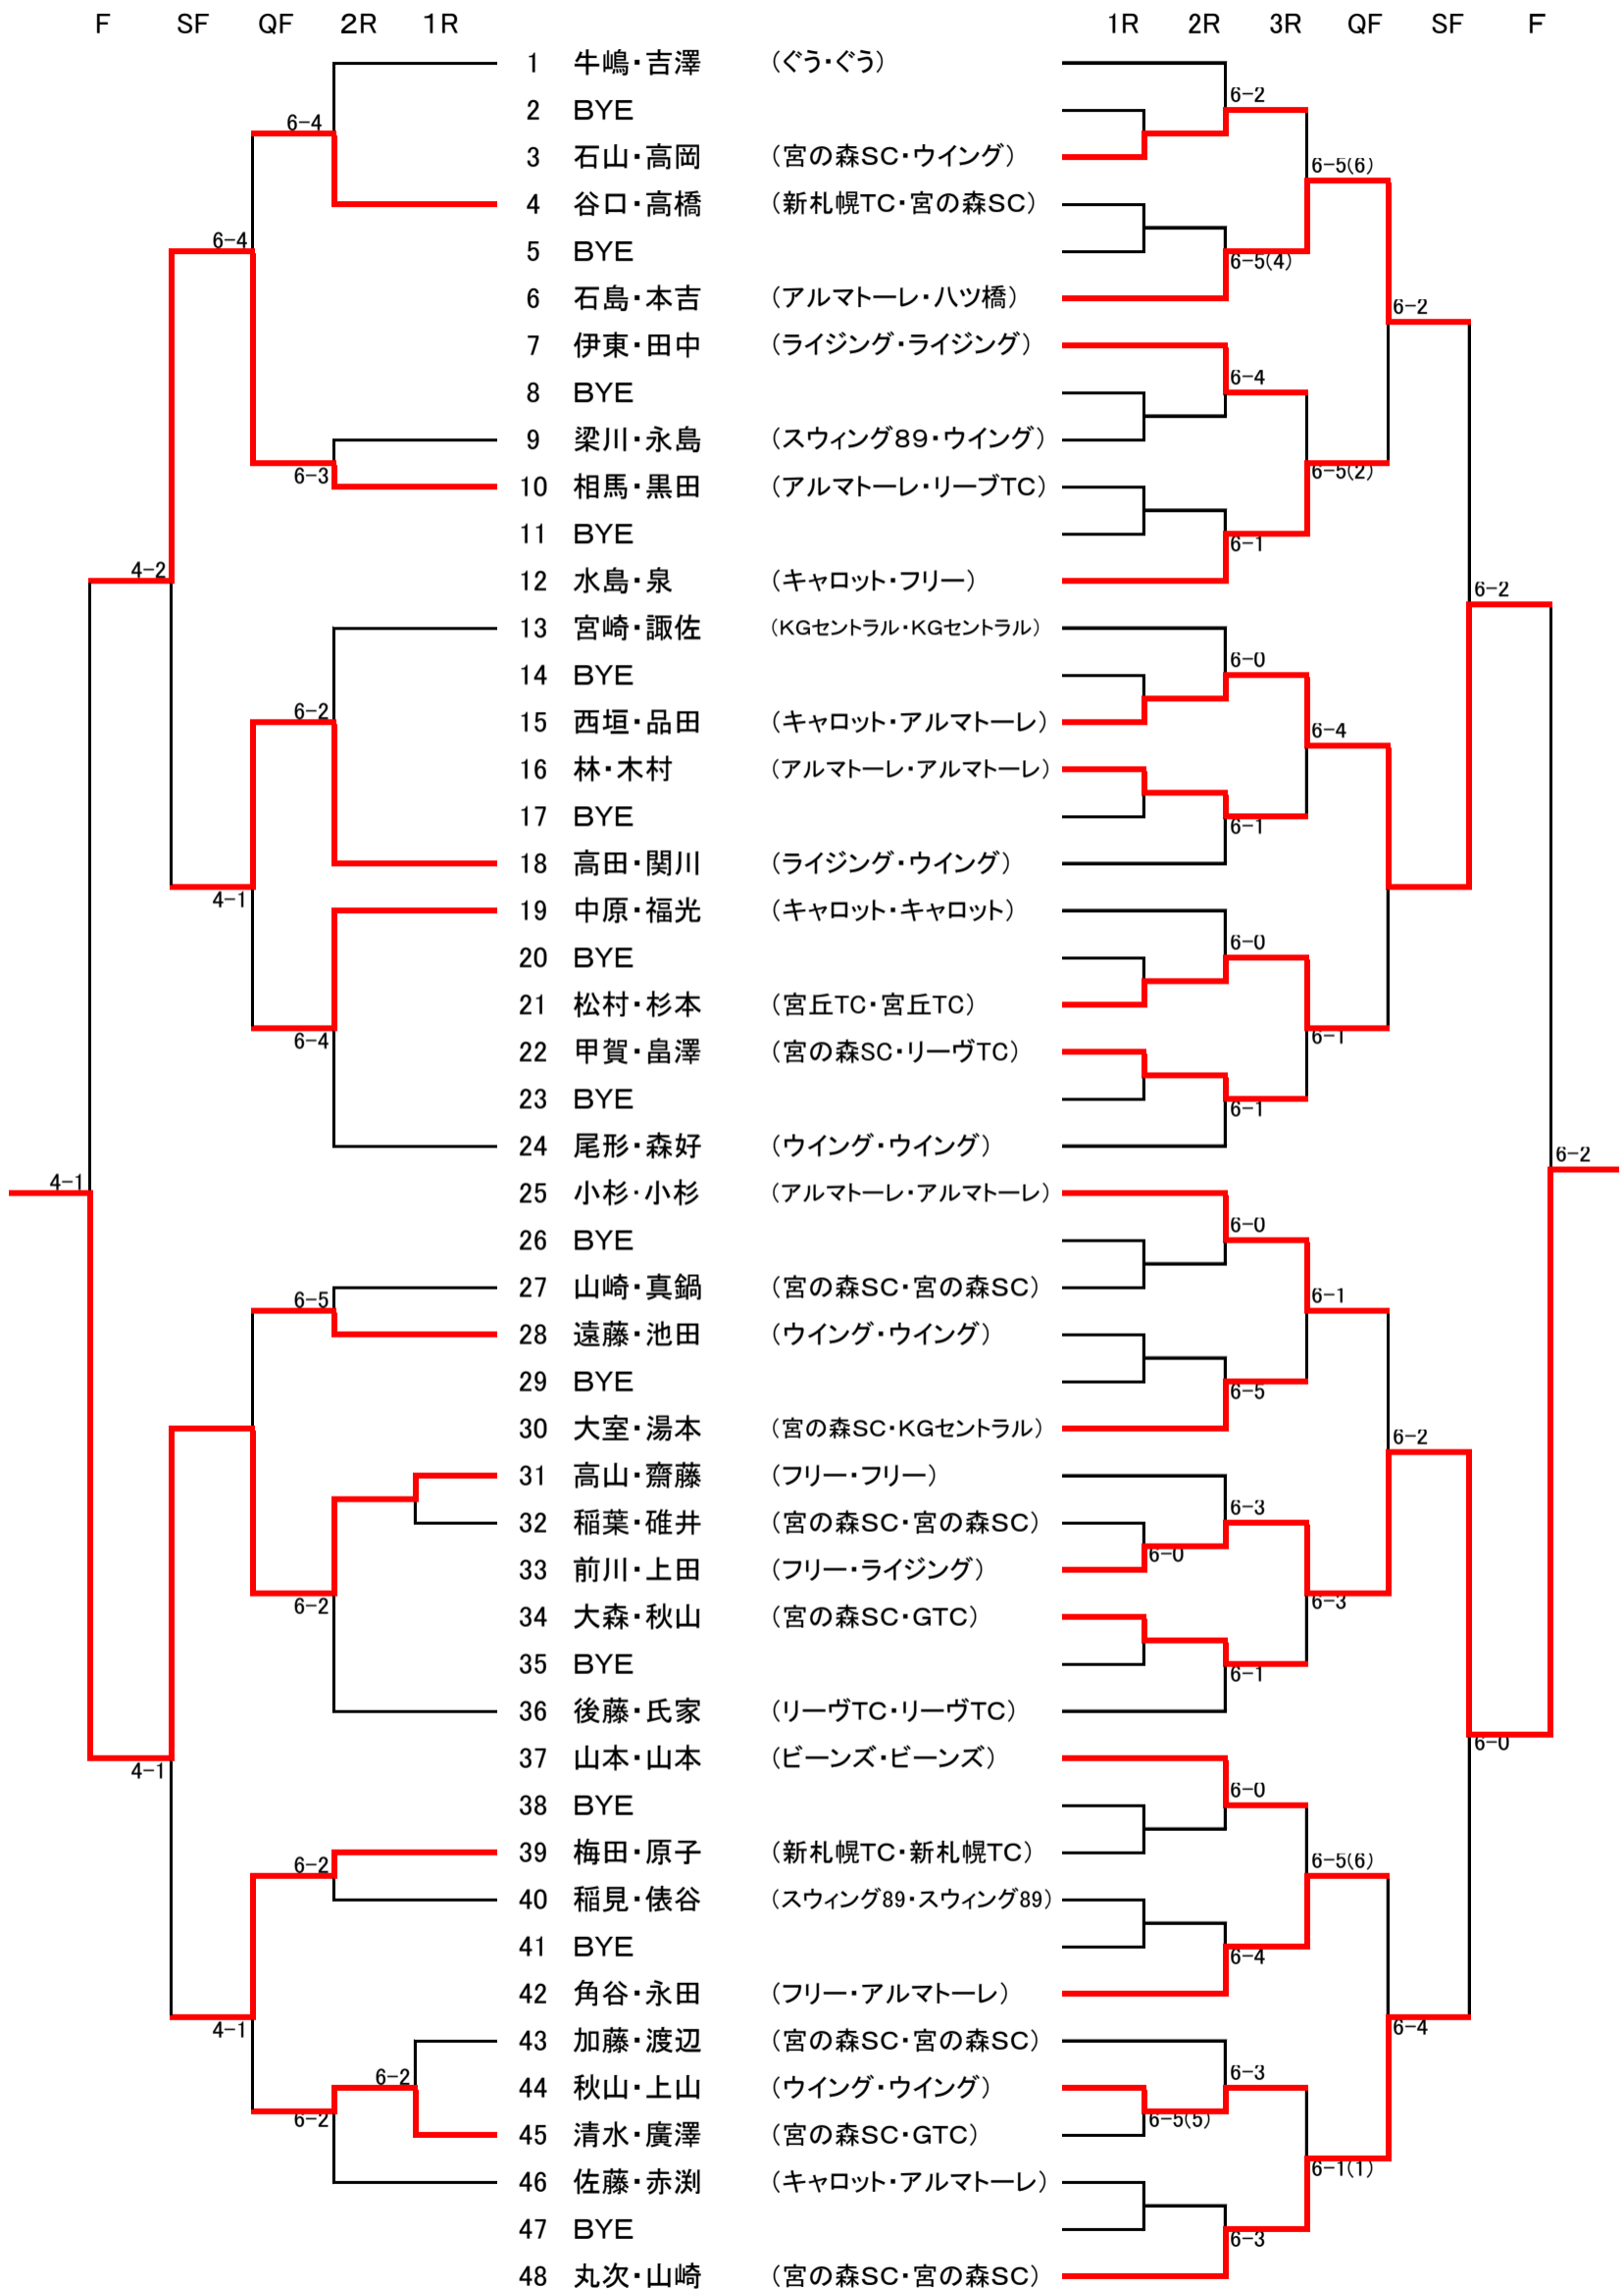 F SF QF 2R 1R 1R 2R 3R QF SF F
1 牛嶋・吉澤 (ぐう・ぐう)
6-2
2 BYE
6-4
3 石山・高岡 (宮の森SC・ウイング)
6-5(6)
4 谷口・高橋 (新札幌TC・宮の森SC)
6-4
5 BYE
6-5(4)
6 石島・本吉 (アルマトーレ・八ツ橋)
6-2
7 伊東・田中 (ライジング・ライジング)
6-4
8 BYE
9 梁川・永島 (スウィング89・ウイング)
6-3 6-5(2)
10 相馬・黒田 (アルマトーレ・リーブTC)
11 BYE
6-1
4-2
12 水島・泉 (キャロット・フリー)
6-2
13 宮崎・諏佐 (KGセントラル・KGセントラル)
6-0
14 BYE
6-2
15 西垣・品田 (キャロット・アルマトーレ)
6-4
16 林・木村 (アルマトーレ・アルマトーレ)
17 BYE
6-1
18 高田・関川 (ライジング・ウイング)
4-1
19 中原・福光 (キャロット・キャロット)
6-0
20 BYE
21 松村・杉本 (宮丘TC・宮丘TC)
6-4 6-1
22 甲賀・畠澤 (宮の森SC・リーヴTC)
23 BYE
6-1
24 尾形・森好 (ウイング・ウイング)
6-2
4-1
25 小杉・小杉 (アルマトーレ・アルマトーレ)
6-0
26 BYE
27 山崎・真鍋 (宮の森SC・宮の森SC)
6-5 6-1
28 遠藤・池田 (ウイング・ウイング)
29 BYE
6-5
30 大室・湯本 (宮の森SC・KGセントラル)
6-2
31 高山・齋藤 (フリー・フリー)
6-3
32 稲葉・碓井 (宮の森SC・宮の森SC)
6-0
33 前川・上田 (フリー・ライジング)
6-2 6-3
34 大森・秋山 (宮の森SC・GTC)
35 BYE
6-1
36 後藤・氏家 (リーヴTC・リーヴTC)
6-0
37 山本・山本 (ビーンズ・ビーンズ)
4-1
6-0
38 BYE
39 梅田・原子 (新札幌TC・新札幌TC)
6-2 6-5(6)
40 稲見・俵谷 (スウィング89・スウィング89)
41 BYE
6-4
42 角谷・永田 (フリー・アルマトーレ)
4-1 6-4
43 加藤・渡辺 (宮の森SC・宮の森SC)
6-2 6-3
44 秋山・上山 (ウイング・ウイング)
6-2 6-5(5)
45 清水・廣澤 (宮の森SC・GTC)
6-1(1)
46 佐藤・赤渕 (キャロット・アルマトーレ)
47 BYE
6-3
48 丸次・山崎 (宮の森SC・宮の森SC)